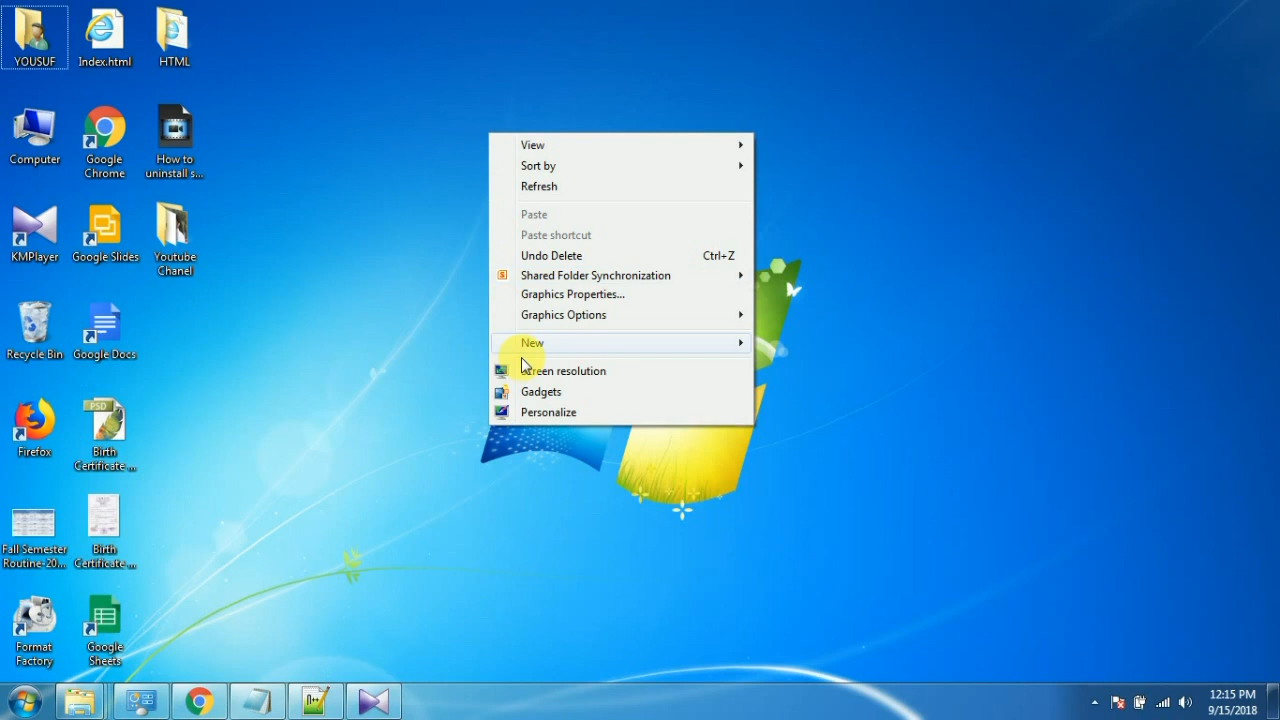 YOUSUF
Index.html
HTML
Computer
Google
Chrome
How to
uninstall s...
KMPlayer
Google Slides
Youtube
Chanel
Recycle Bin
Google Docs
Firefox
PSD
Birth
Certificate ...
Fall Semester
Routine-20...
Birth
Certificate ...
Format
Factory
Google
Sheets
View
Sort by
Refresh
Paste
Paste shortcut
Undo Delete Ctrl+Z
S
Shared Folder Synchronization
Graphics Properties...
Graphics Options
New
Screen resolution
Gadgets
Personalize
12:15 PM
9/15/2018